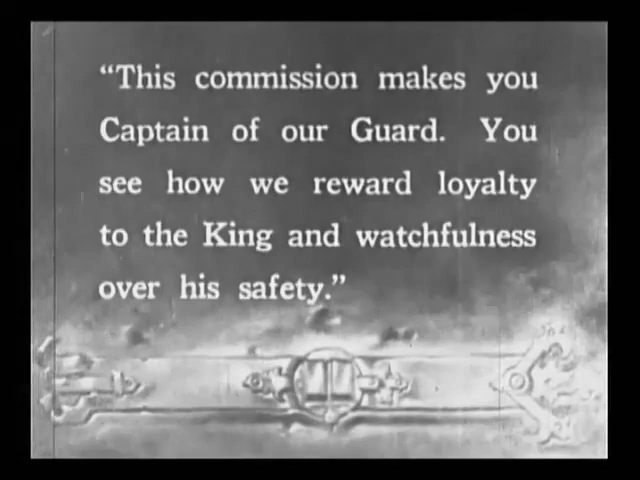 “This commission makes you
Captain of our Guard. You
see how we reward loyalty
to the King and watchfulness
over his safety.”